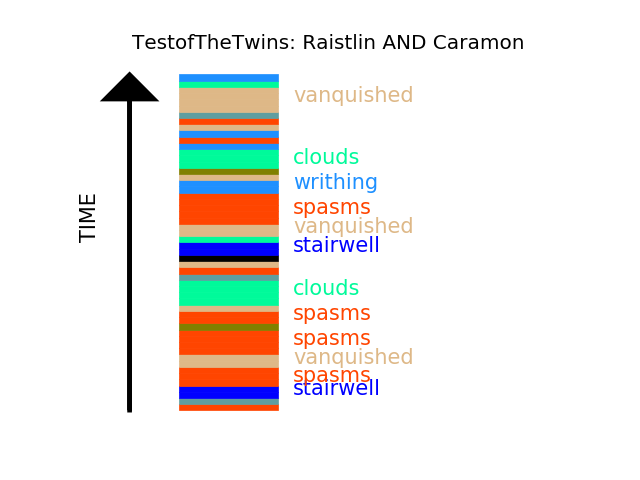 TestofTheTwins: Raistlin AND Caramon
vanquished
clouds
writhing
spasms
vanquished
stairwell
clouds
spasms
spasms
vanquished
spasms
stairwell
TIME